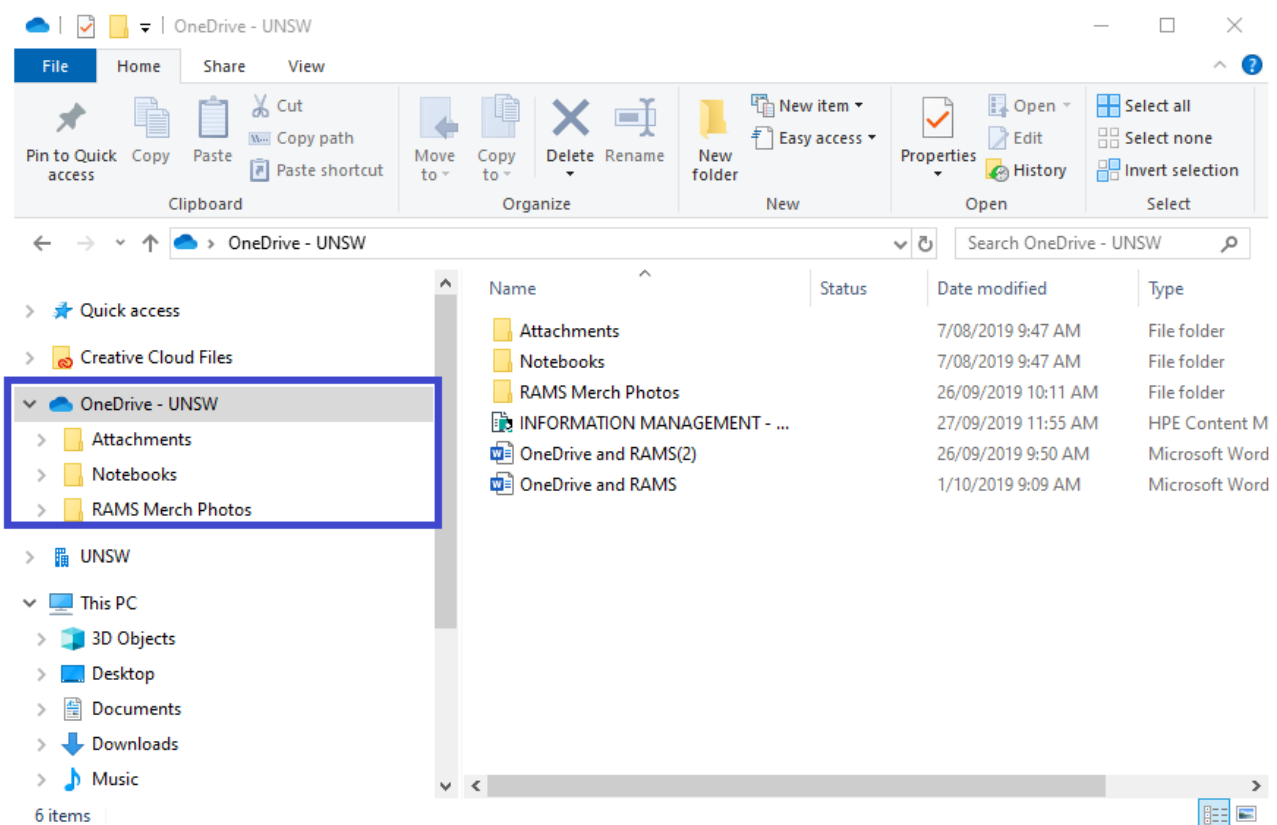 OneDrive - UNSW
File Home Share View
Pin to Quick access
Copy
Paste
Cut
Copy path
Paste shortcut
Clipboard
Move to
Copy to
Delete
Rename
Organize
New folder
New item
Easy access
New
Properties
Open
Edit
History
Open
Select all
Select none
Invert selection
Select
OneDrive - UNSW
Search OneDrive - UNSW
Quick access
Creative Cloud Files
OneDrive - UNSW
Attachments
Notebooks
RAMS Merch Photos
UNSW
This PC
3D Objects
Desktop
Documents
Downloads
Music
Name Status Date modified Type
Attachments 7/08/2019 9:47 AM File folder
Notebooks 7/08/2019 9:47 AM File folder
RAMS Merch Photos 26/09/2019 10:11 AM File folder
INFORMATION MANAGEMENT - ... 27/09/2019 11:55 AM HPE Content M
OneDrive and RAMS(2) 26/09/2019 9:50 AM Microsoft Word
OneDrive and RAMS 1/10/2019 9:09 AM Microsoft Word
6 items